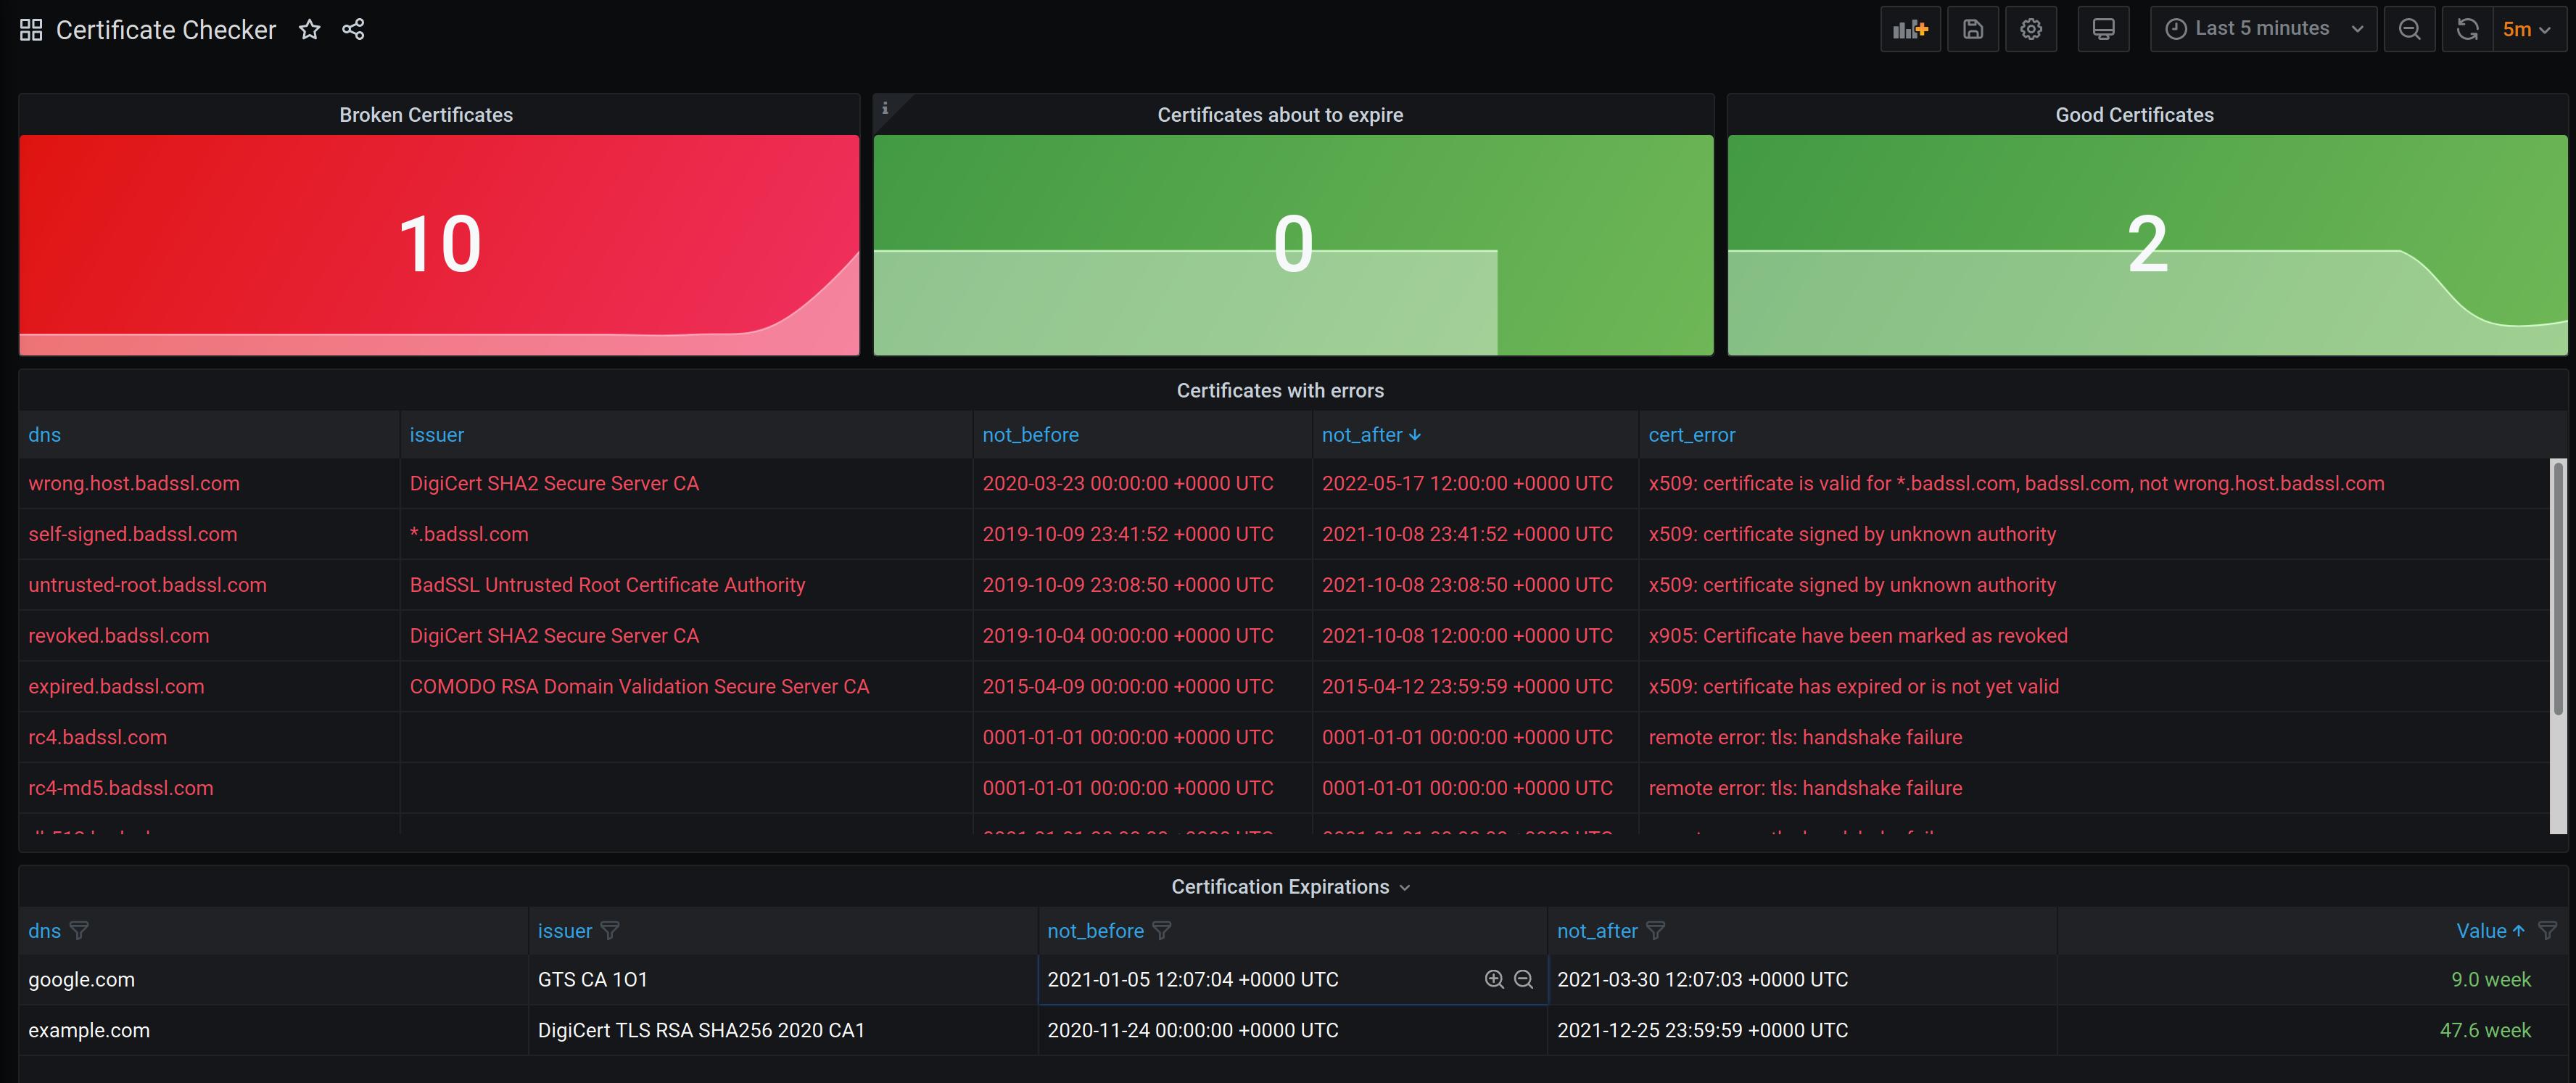 Certificate Checker
Last 5 minutes
5m
Broken Certificates
10
Certificates about to expire
0
Good Certificates
2
Certificates with errors
dns issuer not_before not_after cert_error
wrong.host.badssl.com DigiCert SHA2 Secure Server CA 2020-03-23 00:00:00 +0000 UTC 2022-05-17 12:00:00 +0000 UTC x509: certificate is valid for *.badssl.com, badssl.com, not wrong.host.badssl.com
self-signed.badssl.com *.badssl.com 2019-10-09 23:41:52 +0000 UTC 2021-10-08 23:41:52 +0000 UTC x509: certificate signed by unknown authority
untrusted-root.badssl.com BadSSL Untrusted Root Certificate Authority 2019-10-09 23:08:50 +0000 UTC 2021-10-08 23:08:50 +0000 UTC x509: certificate signed by unknown authority
revoked.badssl.com DigiCert SHA2 Secure Server CA 2019-10-04 00:00:00 +0000 UTC 2021-10-08 12:00:00 +0000 UTC x905: Certificate have been marked as revoked
expired.badssl.com COMODO RSA Domain Validation Secure Server CA 2015-04-09 00:00:00 +0000 UTC 2015-04-12 23:59:59 +0000 UTC x509: certificate has expired or is not yet valid
rc4.badssl.com 0001-01-01 00:00:00 +0000 UTC 0001-01-01 00:00:00 +0000 UTC remote error: tls: handshake failure
rc4-md5.badssl.com 0001-01-01 00:00:00 +0000 UTC 0001-01-01 00:00:00 +0000 UTC remote error: tls: handshake failure
Certification Expirations
dns issuer not_before not_after Value
google.com GTS CA 1O1 2021-01-05 12:07:04 +0000 UTC 2021-03-30 12:07:03 +0000 UTC 9.0 week
example.com DigiCert TLS RSA SHA256 2020 CA1 2020-11-24 00:00:00 +0000 UTC 2021-12-25 23:59:59 +0000 UTC 47.6 week